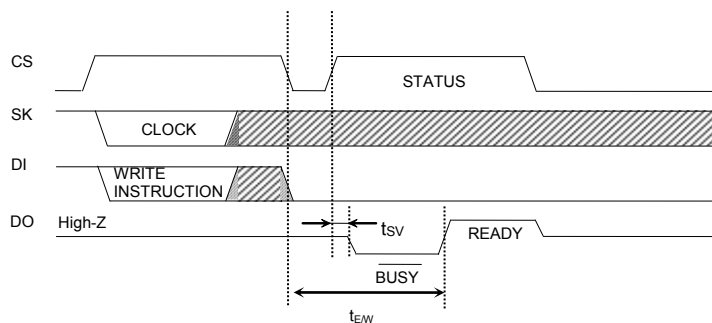 CS
STATUS
SK
CLOCK
DI
WRITE
INSTRUCTION
DO
High-Z
tSV
READY
BUSY
tE/W